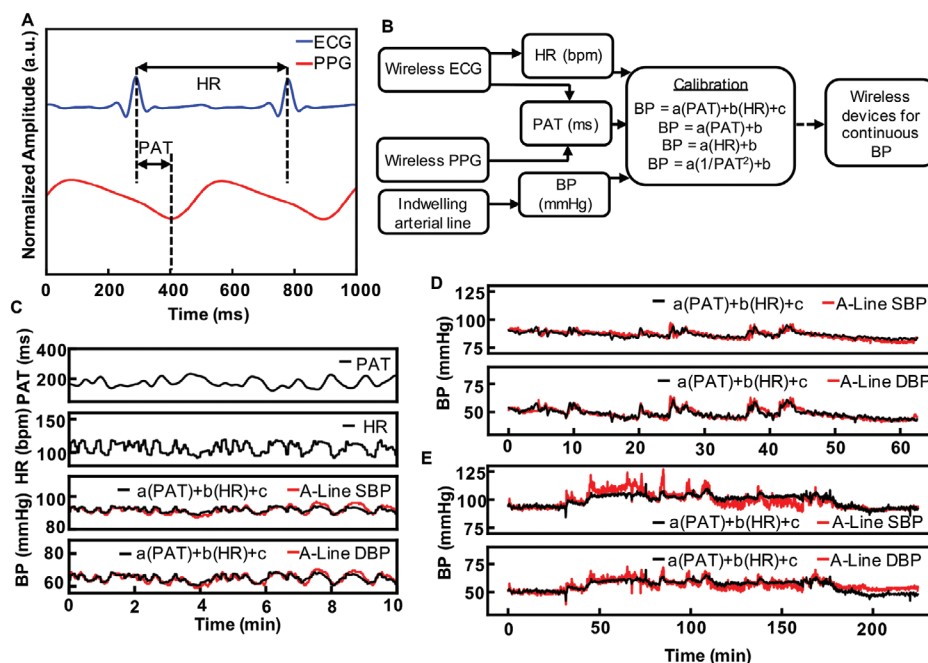 A
Normalized Amplitude (a.u.)
ECG
PPG
HR
PAT
0 200 400 600 800 1000
Time (ms)
B
Wireless ECG
Wireless PPG
Indwelling
arterial line
HR (bpm)
PAT (ms)
BP
(mmHg)
Calibration
BP = a(PAT)+b(HR)+c
BP = a(PAT)+b
BP = a(HR)+b
BP = a(1/PAT²)+b
Wireless
devices for
continuous
BP
C
PAT (ms)
400
200
PAT
HR (bpm)
150
100
HR
BP (mmHg)
100
80
a(PAT)+b(HR)+c A-Line SBP
80
60
a(PAT)+b(HR)+c A-Line DBP
0 2 4 6 8 10
Time (min)
D
BP (mmHg)
125
100
75
a(PAT)+b(HR)+c A-Line SBP
50
a(PAT)+b(HR)+c A-Line DBP
0 10 20 30 40 50 60
E
BP (mmHg)
125
100
75
a(PAT)+b(HR)+c A-Line SBP
50
a(PAT)+b(HR)+c A-Line DBP
0 50 100 150 200
Time (min)